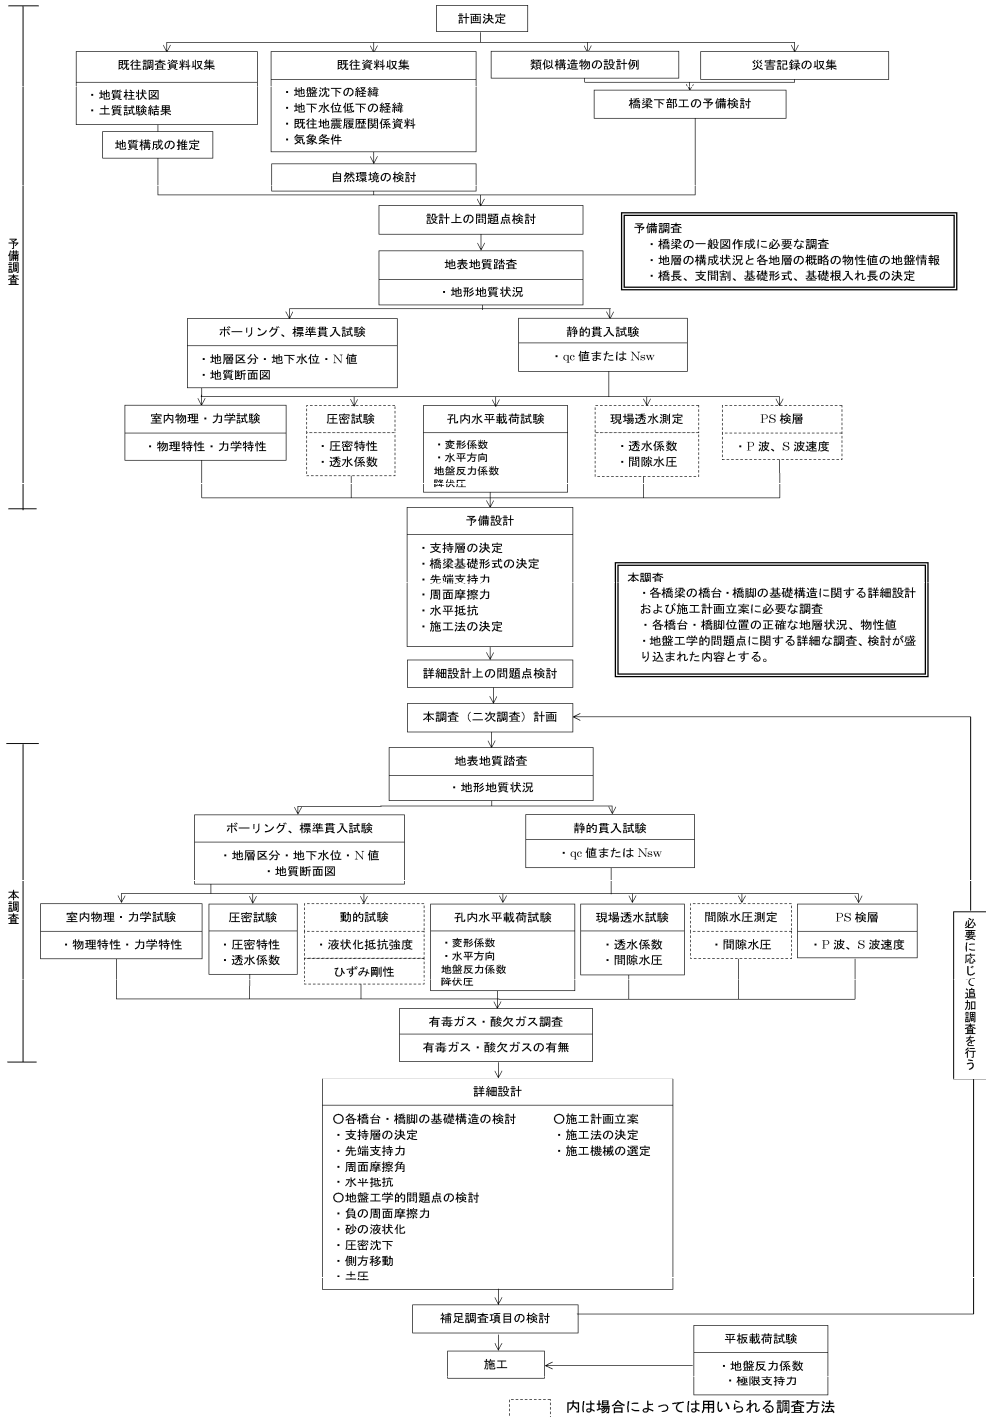 計画決定
既往調査資料収集
・地質柱状図
・土質試験結果
地質構成の推定
既往資料収集
・地盤沈下の経緯
・地下水位低下の経緯
・既往地震履歴関係資料
・気象条件
自然環境の検討
類似構造物の設計例
災害記録の収集
橋梁下部工の予備検討
設計上の問題点検討
予備調査
予備調査
・橋梁の一般図作成に必要な調査
・地層の構成状況と各地層の概略の物性値の地盤情報
・橋長、支間割、基礎形式、基礎根入れ長の決定
地表地質踏査
・地形地質状況
ボーリング、標準貫入試験
・地層区分・地下水位・N 値
・地質断面図
静的貫入試験
・qc 値または Nsw
室内物理・力学試験
・物理特性・力学特性
圧密試験
・圧密特性
・透水係数
孔内水平載荷試験
・変形係数
・水平方向
地盤反力係数
降伏圧
現場透水測定
・透水係数
・間隙水圧
PS 検層
・P 波、S 波速度
予備設計
・支持層の決定
・橋梁基礎形式の決定
・先端支持力
・周面摩擦力
・水平抵抗
・施工法の決定
本調査
・各橋梁の橋台・橋脚の基礎構造に関する詳細設計
および施工計画立案に必要な調査
・各橋台・橋脚位置の正確な地層状況、物性値
・地盤工学的問題点に関する詳細な調査、検討が盛
り込まれた内容とする。
詳細設計上の問題点検討
本調査（二次調査）計画
地表地質踏査
・地形地質状況
ボーリング、標準貫入試験
・地層区分・地下水位・N 値
・地質断面図
静的貫入試験
・qc 値または Nsw
本調査
室内物理・力学試験
・物理特性・力学特性
圧密試験
・圧密特性
・透水係数
動的試験
・液状化抵抗強度
ひずみ剛性
孔内水平載荷試験
・変形係数
・水平方向
地盤反力係数
降伏圧
現場透水試験
・透水係数
・間隙水圧
間隙水圧測定
・間隙水圧
PS 検層
・P 波、S 波速度
必要に応じて追加調査を行う
有毒ガス・酸欠ガス調査
有毒ガス・酸欠ガスの有無
詳細設計
○各橋台・橋脚の基礎構造の検討
・支持層の決定
・先端支持力
・周面摩擦角
・水平抵抗
○地盤工学的問題点の検討
・負の周面摩擦力
・砂の液状化
・圧密沈下
・側方移動
・土圧
○施工計画立案
・施工法の決定
・施工機械の選定
補足調査項目の検討
施工
平板載荷試験
・地盤反力係数
・極限支持力
内は場合によっては用いられる調査方法